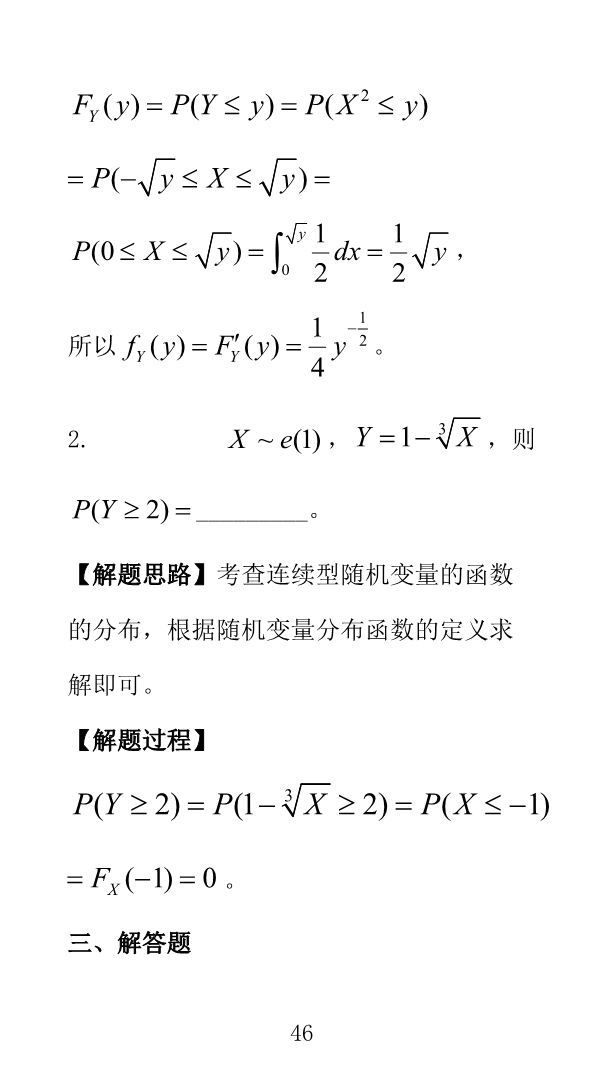 $F_Y(y) = P(Y \le y) = P(X^2 \le y)$
$= P(-\sqrt{y} \le X \le \sqrt{y}) =$
$P(0 \le X \le \sqrt{y}) = \int_0^{\sqrt{y}} \frac{1}{2} dx = \frac{1}{2}\sqrt{y}$，
所以 $f_Y(y) = F_Y'(y) = \frac{1}{4} y^{-\frac{1}{2}}$。
2. $X \sim e(1)$，$Y = 1 - \sqrt[3]{X}$，则
$P(Y \ge 2) =$ _________。
【解题思路】考查连续型随机变量的函数
的分布，根据随机变量分布函数的定义求
解即可。
【解题过程】
$P(Y \ge 2) = P(1 - \sqrt[3]{X} \ge 2) = P(X \le -1)$
$= F_X(-1) = 0$。
三、解答题
46